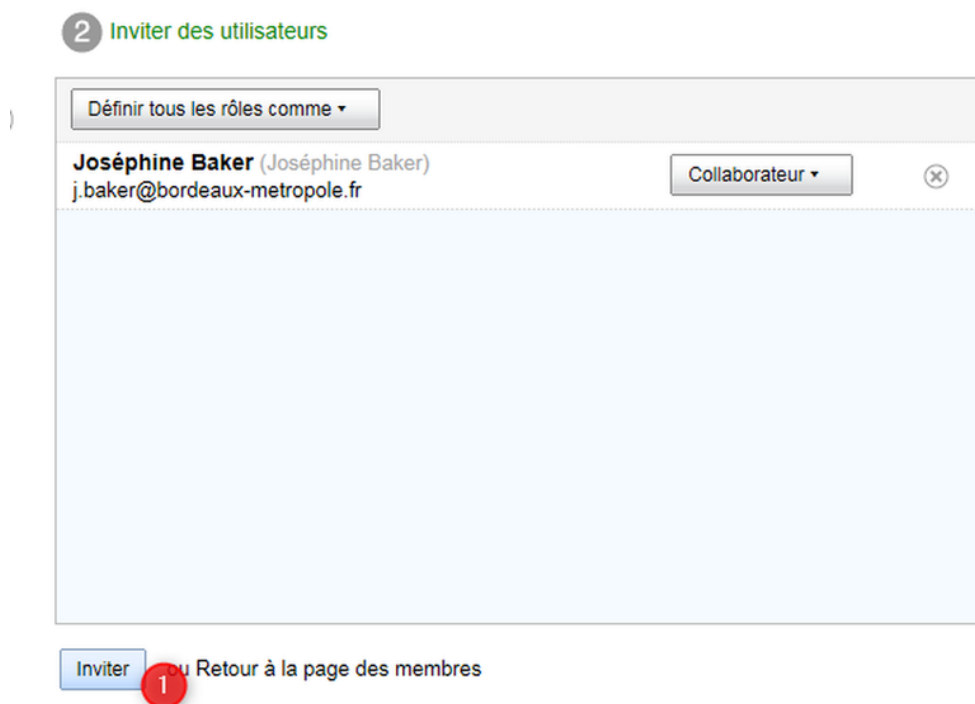 2 Inviter des utilisateurs
Définir tous les rôles comme
Joséphine Baker (Joséphine Baker)
j.baker@bordeaux-metropole.fr
Collaborateur
Inviter 1 ou Retour à la page des membres